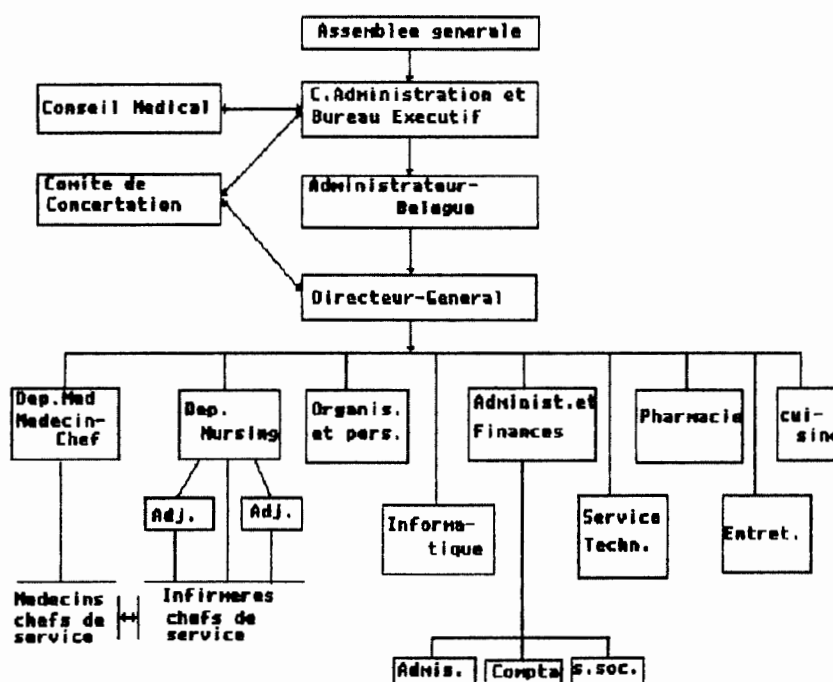 Assemblee generale
Conseil Medical
C.Administration et
Bureau Executif
Comite de
Concertation
Administrateur-
Delegue
Directeur-General
Dep.Med
Medecin-
Chef
Dep.
Nursing
Organis.
et pers.
Administ.et
Finances
Pharmacie
cui-
sine
Adj.
Adj.
Informa-
tique
Service
Techn.
Entret.
Medecins
chefs de
service
Infirmeres
chefs de
service
Admis.
Compta
s.soc.